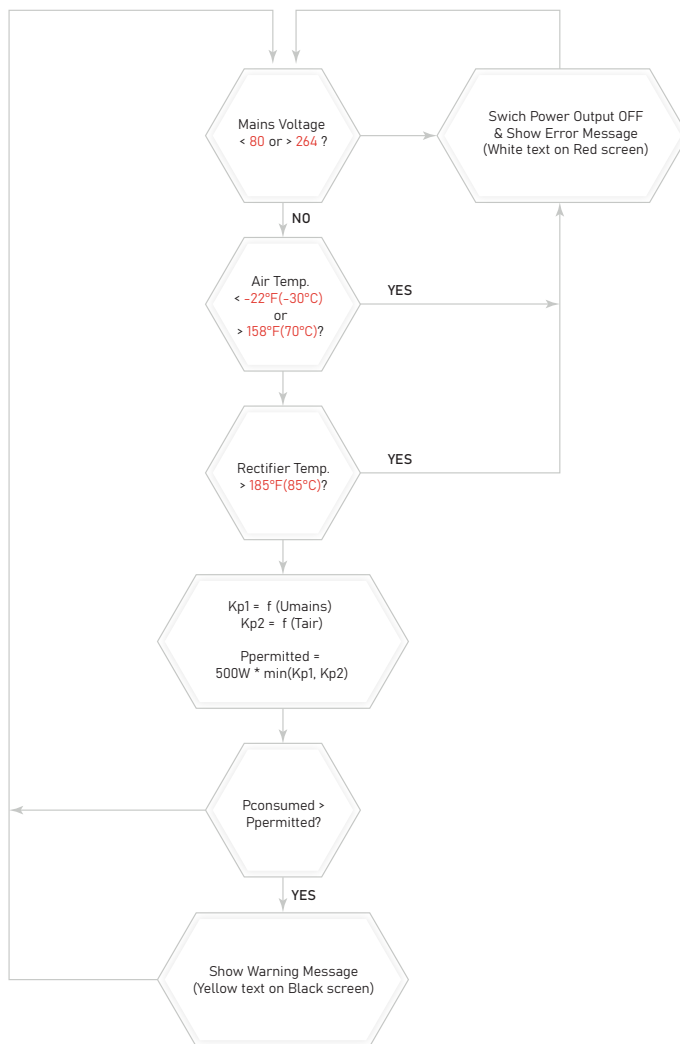 Mains Voltage
< 80 or > 264 ?
Swich Power Output OFF
& Show Error Message
(White text on Red screen)
NO
Air Temp.
< -22°F(-30°C)
or
> 158°F(70°C)?
YES
Rectifier Temp.
> 185°F(85°C)?
YES
Kp1 = f (Umains)
Kp2 = f (Tair)
Ppermitted =
500W * min(Kp1, Kp2)
Pconsumed >
Ppermitted?
YES
Show Warning Message
(Yellow text on Black screen)